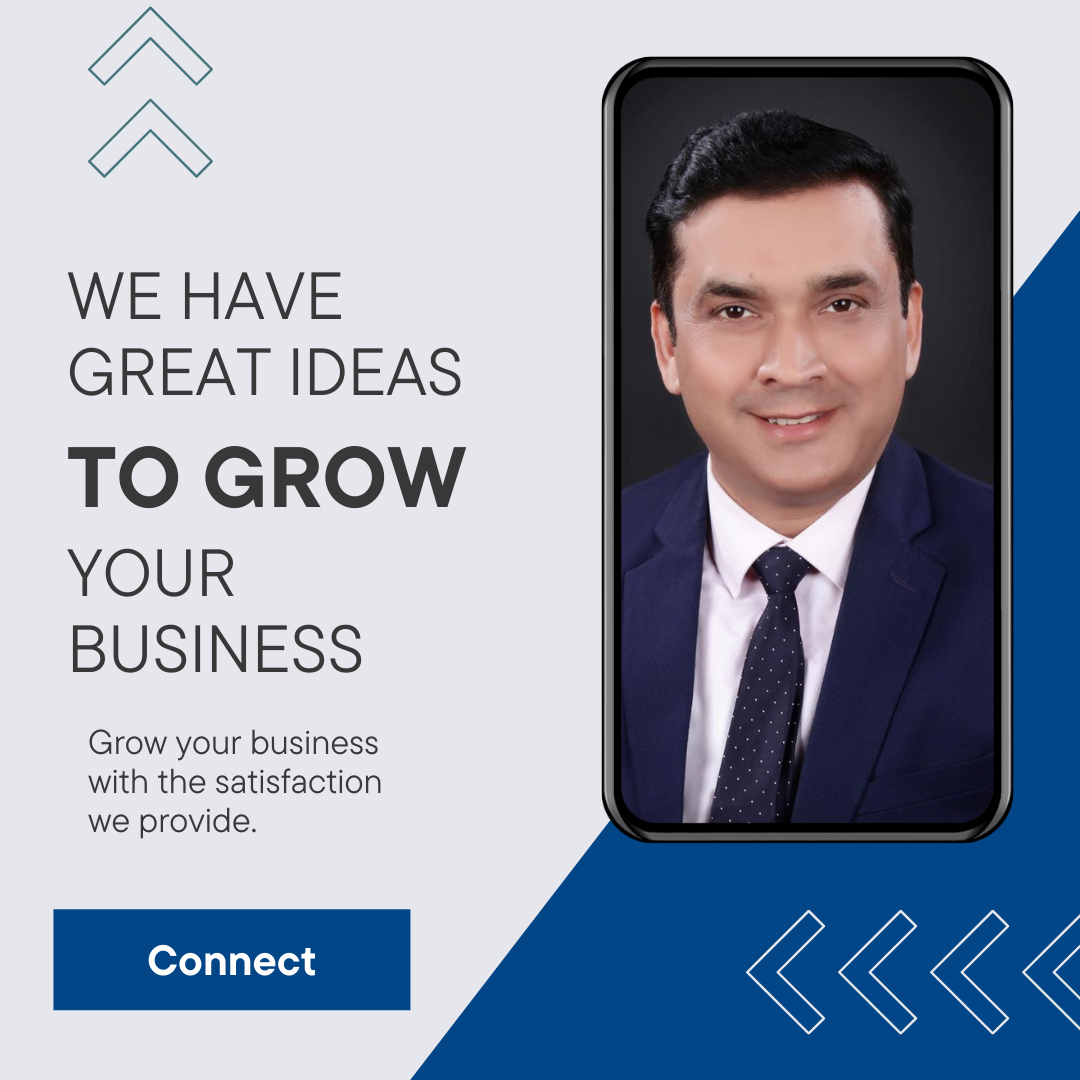 WE HAVE
GREAT IDEAS
TO GROW
YOUR
BUSINESS
Grow your business
with the satisfaction
we provide.
Connect